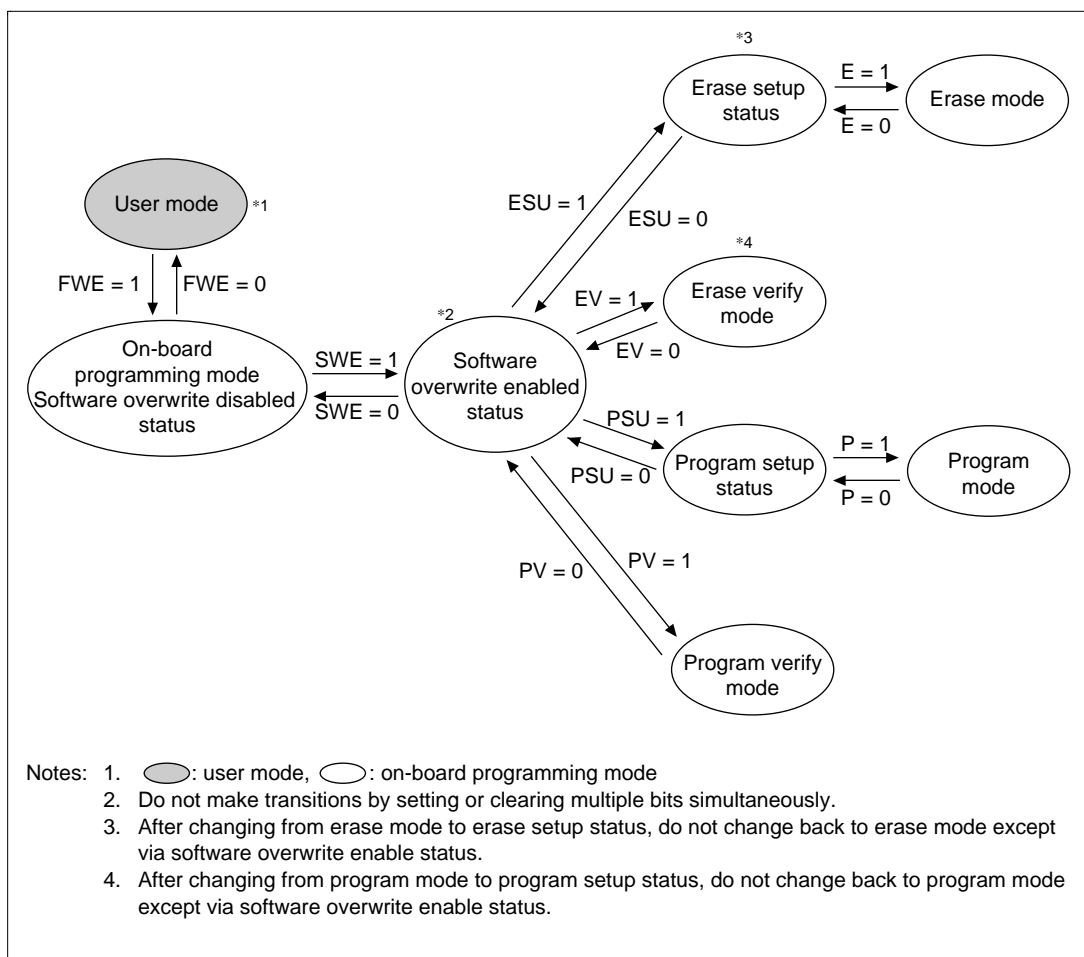 *3
Erase setup
status
E = 1
E = 0
Erase mode
User mode
*1
ESU = 1
ESU = 0
*4
FWE = 1
FWE = 0
EV = 1
EV = 0
Erase verify
mode
*2
On-board
programming mode
Software overwrite disabled
status
SWE = 1
SWE = 0
Software
overwrite enabled
status
PSU = 1
PSU = 0
Program setup
status
P = 1
P = 0
Program
mode
PV = 0
PV = 1
Program verify
mode
Notes: 1. : user mode, : on-board programming mode
2. Do not make transitions by setting or clearing multiple bits simultaneously.
3. After changing from erase mode to erase setup status, do not change back to erase mode except
via software overwrite enable status.
4. After changing from program mode to program setup status, do not change back to program mode
except via software overwrite enable status.